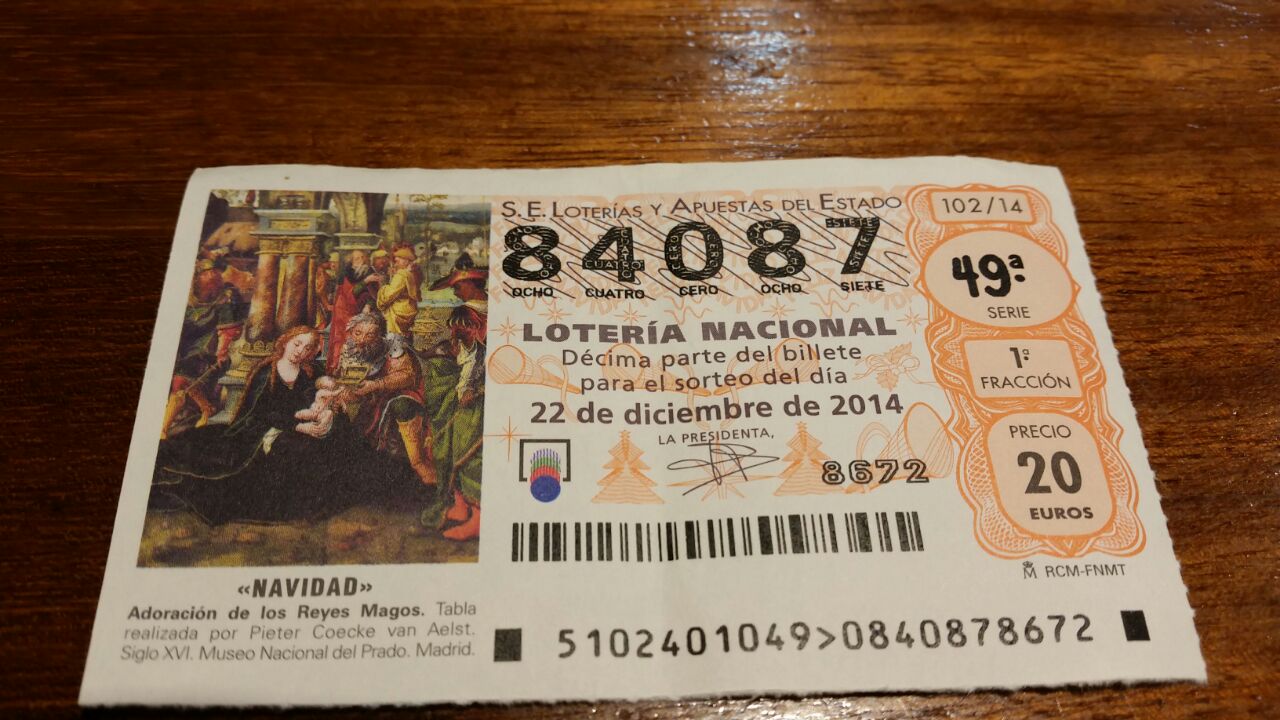 S.E. LOTERÍAS Y APUESTAS DEL ESTADO
84087
OCHO CUATRO CERO OCHO SIETE
LOTERÍA NACIONAL
Décima parte del billete
para el sorteo del día
22 de diciembre de 2014
LA PRESIDENTA,
8672
102/14
49ª
SERIE
1ª
FRACCIÓN
PRECIO
20
EUROS
RCM-FNMT
«NAVIDAD»
Adoración de los Reyes Magos. Tabla
realizada por Pieter Coecke van Aelst.
Siglo XVI. Museo Nacional del Prado. Madrid.
5102401049>0840878672